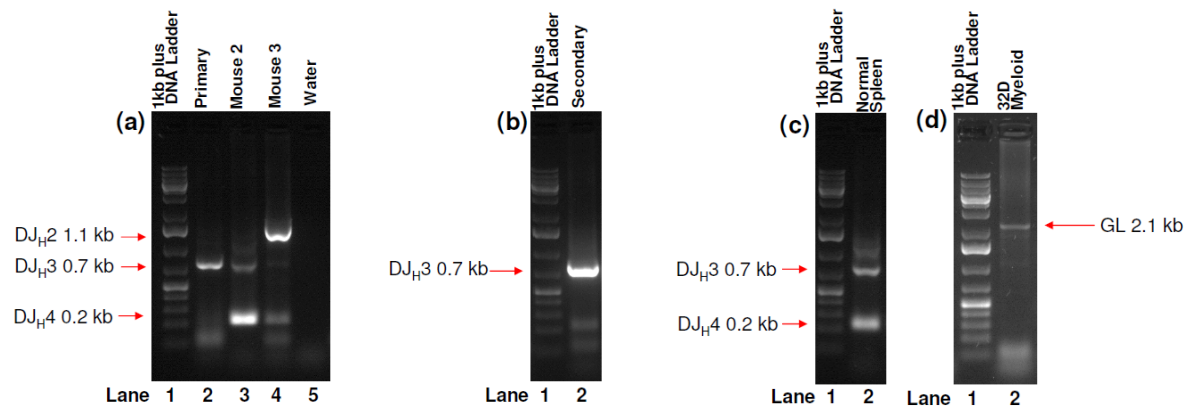 (a)
1kb plus
DNA Ladder
Primary
Mouse 2
Mouse 3
Water
DJH2 1.1 kb
DJH3 0.7 kb
DJH4 0.2 kb
Lane 1 2 3 4 5
(b)
1kb plus
DNA Ladder
Secondary
DJH3 0.7 kb
Lane 1 2
(c)
1kb plus
DNA Ladder
Normal
Spleen
DJH3 0.7 kb
DJH4 0.2 kb
Lane 1 2
(d)
1kb plus
DNA Ladder
32D
Myeloid
GL 2.1 kb
Lane 1 2